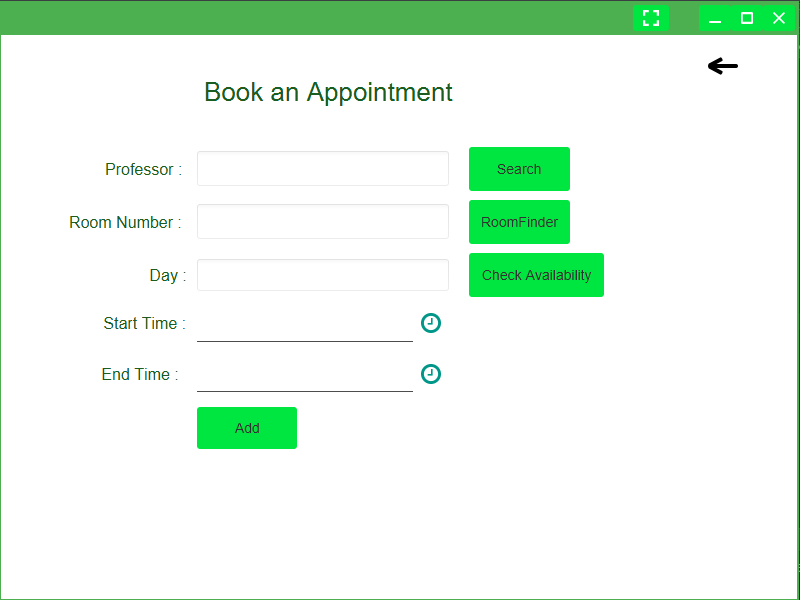 Book an Appointment
Professor : Search
Room Number : RoomFinder
Day : Check Availability
Start Time :
End Time :
Add